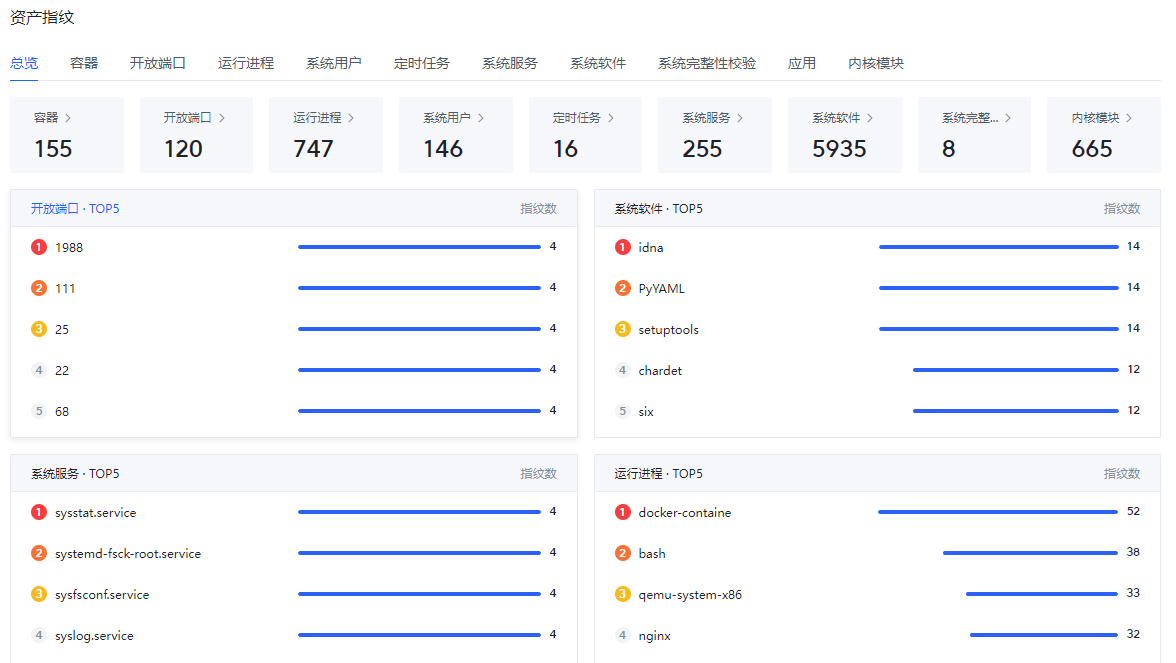 资产指纹
总览 容器 开放端口 运行进程 系统用户 定时任务 系统服务 系统软件 系统完整性校验 应用 内核模块
容器 开放端口 运行进程 系统用户 定时任务 系统服务 系统软件 系统完整... 内核模块
155 120 747 146 16 255 5935 8 665
开放端口 · TOP5 指纹数
1 1988 4
2 111 4
3 25 4
4 22 4
5 68 4
系统软件 · TOP5 指纹数
1 idna 14
2 PyYAML 14
3 setuptools 14
4 chardet 12
5 six 12
系统服务 · TOP5 指纹数
1 sysstat.service 4
2 systemd-fsck-root.service 4
3 sysfsconf.service 4
4 syslog.service 4
运行进程 · TOP5 指纹数
1 docker-containe 52
2 bash 38
3 qemu-system-x86 33
4 nginx 32